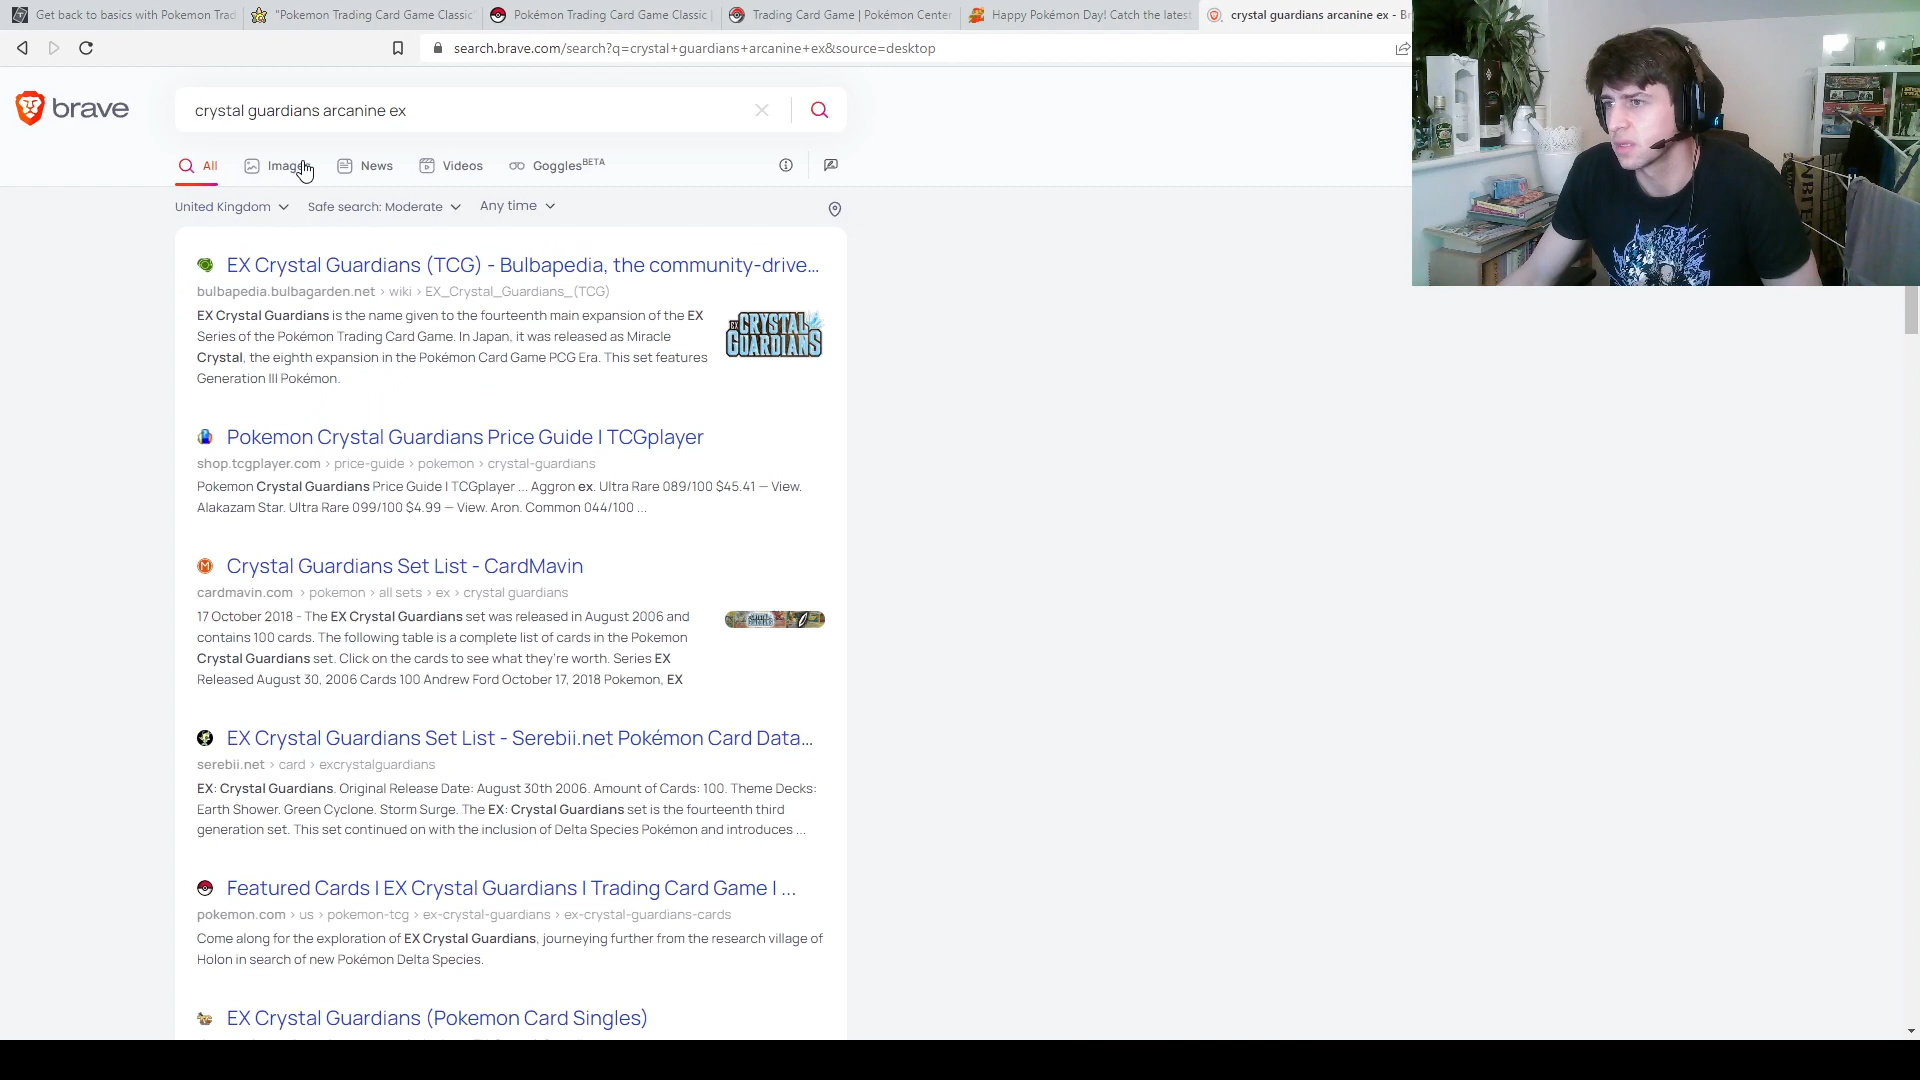 Get back to basics with Pokemon Trad
"Pokemon Trading Card Game Classic"
Pokémon Trading Card Game Classic |
Trading Card Game | Pokémon Center
Happy Pokémon Day! Catch the latest
crystal guardians arcanine ex - Br
search.brave.com/search?q=crystal+guardians+arcanine+ex&source=desktop
brave
crystal guardians arcanine ex
All
Images
News
Videos
Goggles BETA
United Kingdom
Safe search: Moderate
Any time
EX Crystal Guardians (TCG) - Bulbapedia, the community-drive...
bulbapedia.bulbagarden.net › wiki › EX_Crystal_Guardians_(TCG)
EX Crystal Guardians is the name given to the fourteenth main expansion of the EX
Series of the Pokémon Trading Card Game. In Japan, it was released as Miracle
Crystal, the eighth expansion in the Pokémon Card Game PCG Era. This set features
Generation III Pokémon.
EX CRYSTAL
GUARDIANS
Pokemon Crystal Guardians Price Guide | TCGplayer
shop.tcgplayer.com › price-guide › pokemon › crystal-guardians
Pokemon Crystal Guardians Price Guide | TCGplayer ... Aggron ex. Ultra Rare 089/100 $45.41 — View.
Alakazam Star. Ultra Rare 099/100 $4.99 — View. Aron. Common 044/100 ...
Crystal Guardians Set List - CardMavin
cardmavin.com › pokemon › all sets › ex › crystal guardians
17 October 2018 - The EX Crystal Guardians set was released in August 2006 and
contains 100 cards. The following table is a complete list of cards in the Pokemon
Crystal Guardians set. Click on the cards to see what they're worth. Series EX
Released August 30, 2006 Cards 100 Andrew Ford October 17, 2018 Pokemon, EX
EX Crystal Guardians Set List - Serebii.net Pokémon Card Data...
serebii.net › card › excrystalguardians
EX: Crystal Guardians. Original Release Date: August 30th 2006. Amount of Cards: 100. Theme Decks:
Earth Shower. Green Cyclone. Storm Surge. The EX: Crystal Guardians set is the fourteenth third
generation set. This set continued on with the inclusion of Delta Species Pokémon and introduces ...
Featured Cards | EX Crystal Guardians | Trading Card Game | ...
pokemon.com › us › pokemon-tcg › ex-crystal-guardians › ex-crystal-guardians-cards
Come along for the exploration of EX Crystal Guardians, journeying further from the research village of
Holon in search of new Pokémon Delta Species.
EX Crystal Guardians (Pokemon Card Singles)